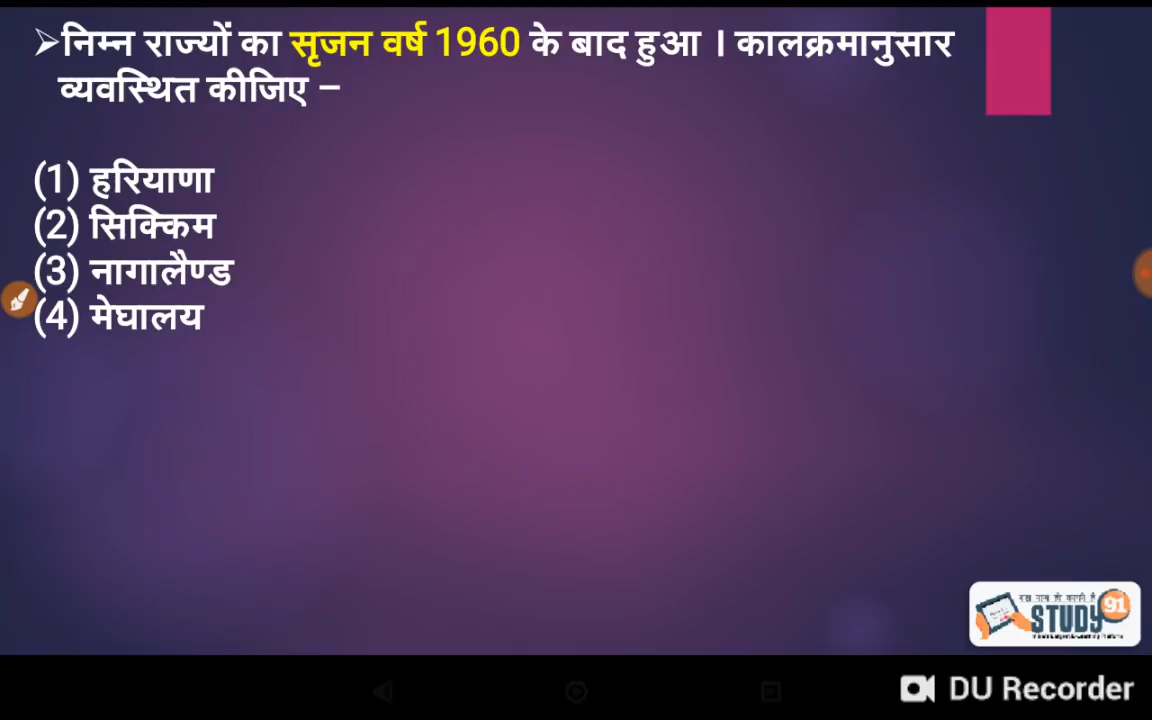 ➢निम्न राज्यों का सृजन वर्ष 1960 के बाद हुआ । कालक्रमानुसार
व्यवस्थित कीजिए –
(1) हरियाणा
(2) सिक्किम
(3) नागालैण्ड
(4) मेघालय
STUDY 91
DU Recorder